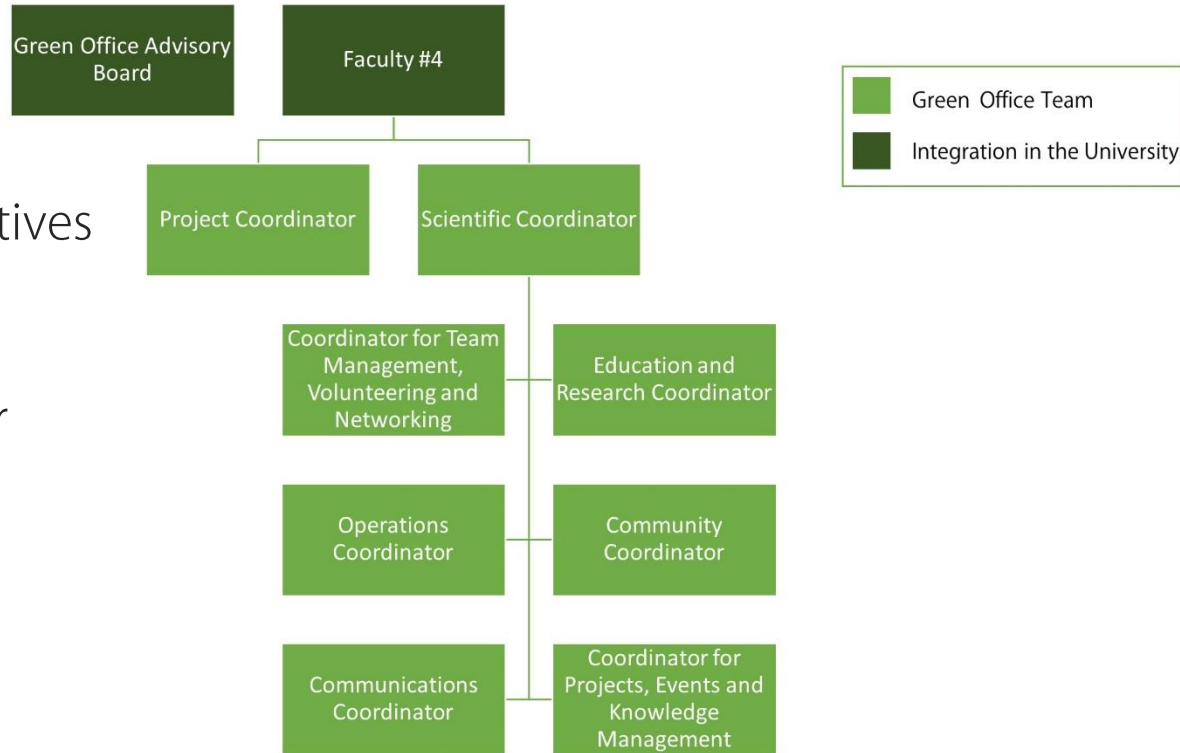 Green Office Advisory
Board
Faculty #4
Green Office Team
Integration in the University
tives
Project Coordinator
Scientific Coordinator
Coordinator for Team
Management,
Volunteering and
Networking
Education and
Research Coordinator
r
Operations
Coordinator
Community
Coordinator
Communications
Coordinator
Coordinator for
Projects, Events and
Knowledge
Management